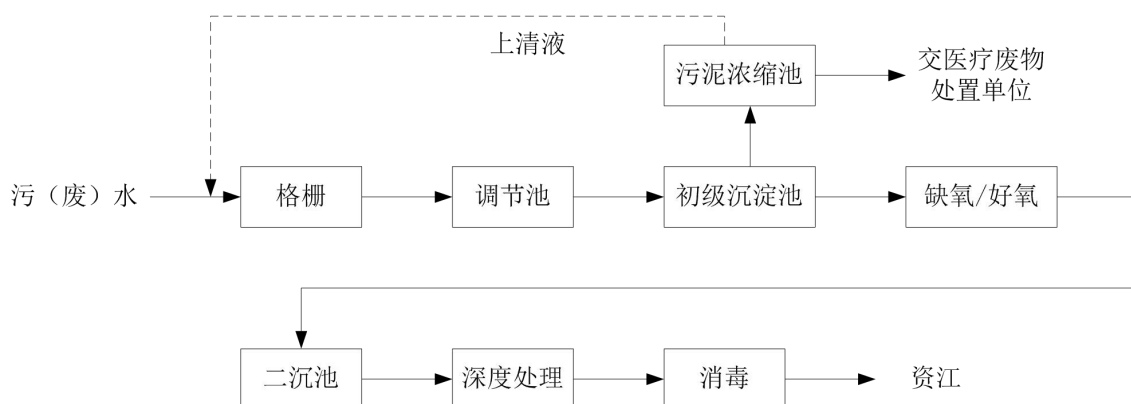 上清液
污泥浓缩池
交医疗废物
处置单位
污（废）水
格栅
调节池
初级沉淀池
缺氧/好氧
二沉池
深度处理
消毒
资江